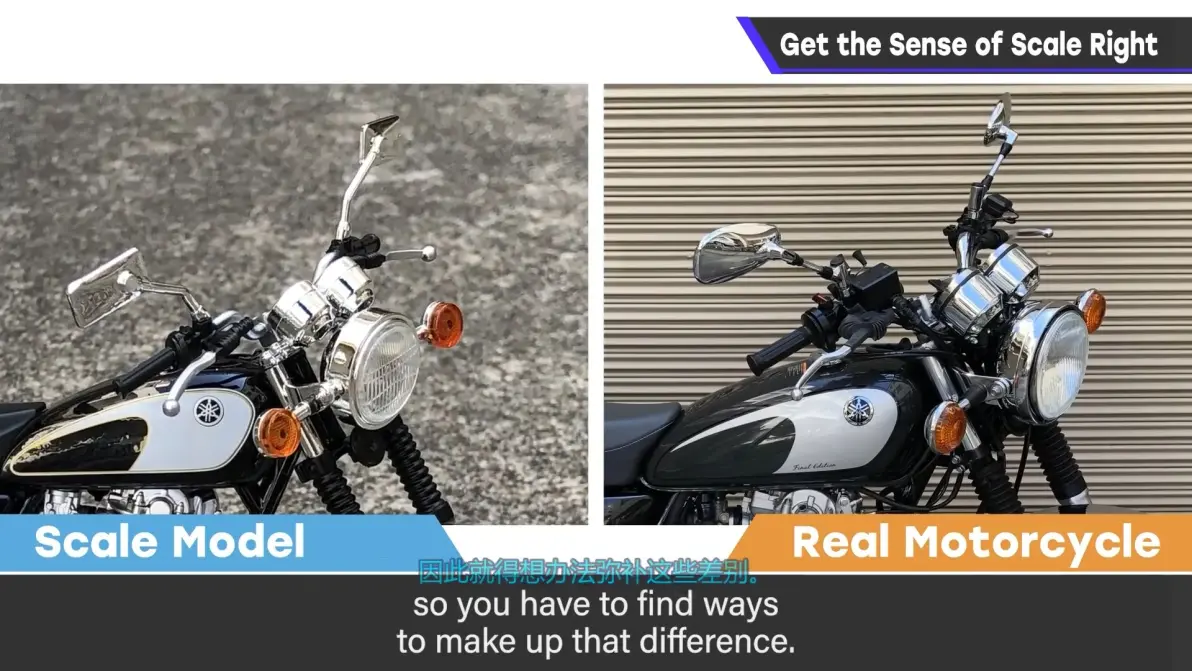 Get the Sense of Scale Right
Final Edition
Scale Model
Real Motorcycle
因此就得想办法弥补这些差别。
so you have to find ways
to make up that difference.